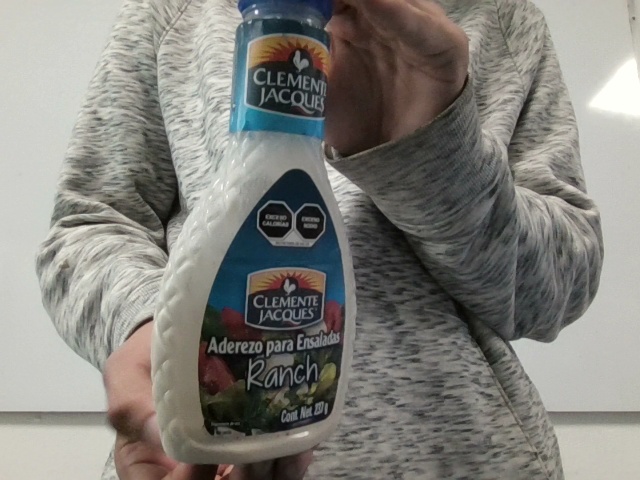 CLEMENTE
JACQUES
EXCESO
CALORÍAS
EXCESO
SODIO
CLEMENTE
JACQUES
Aderezo para Ensaladas
Ranch
Cont. Net. 237 g